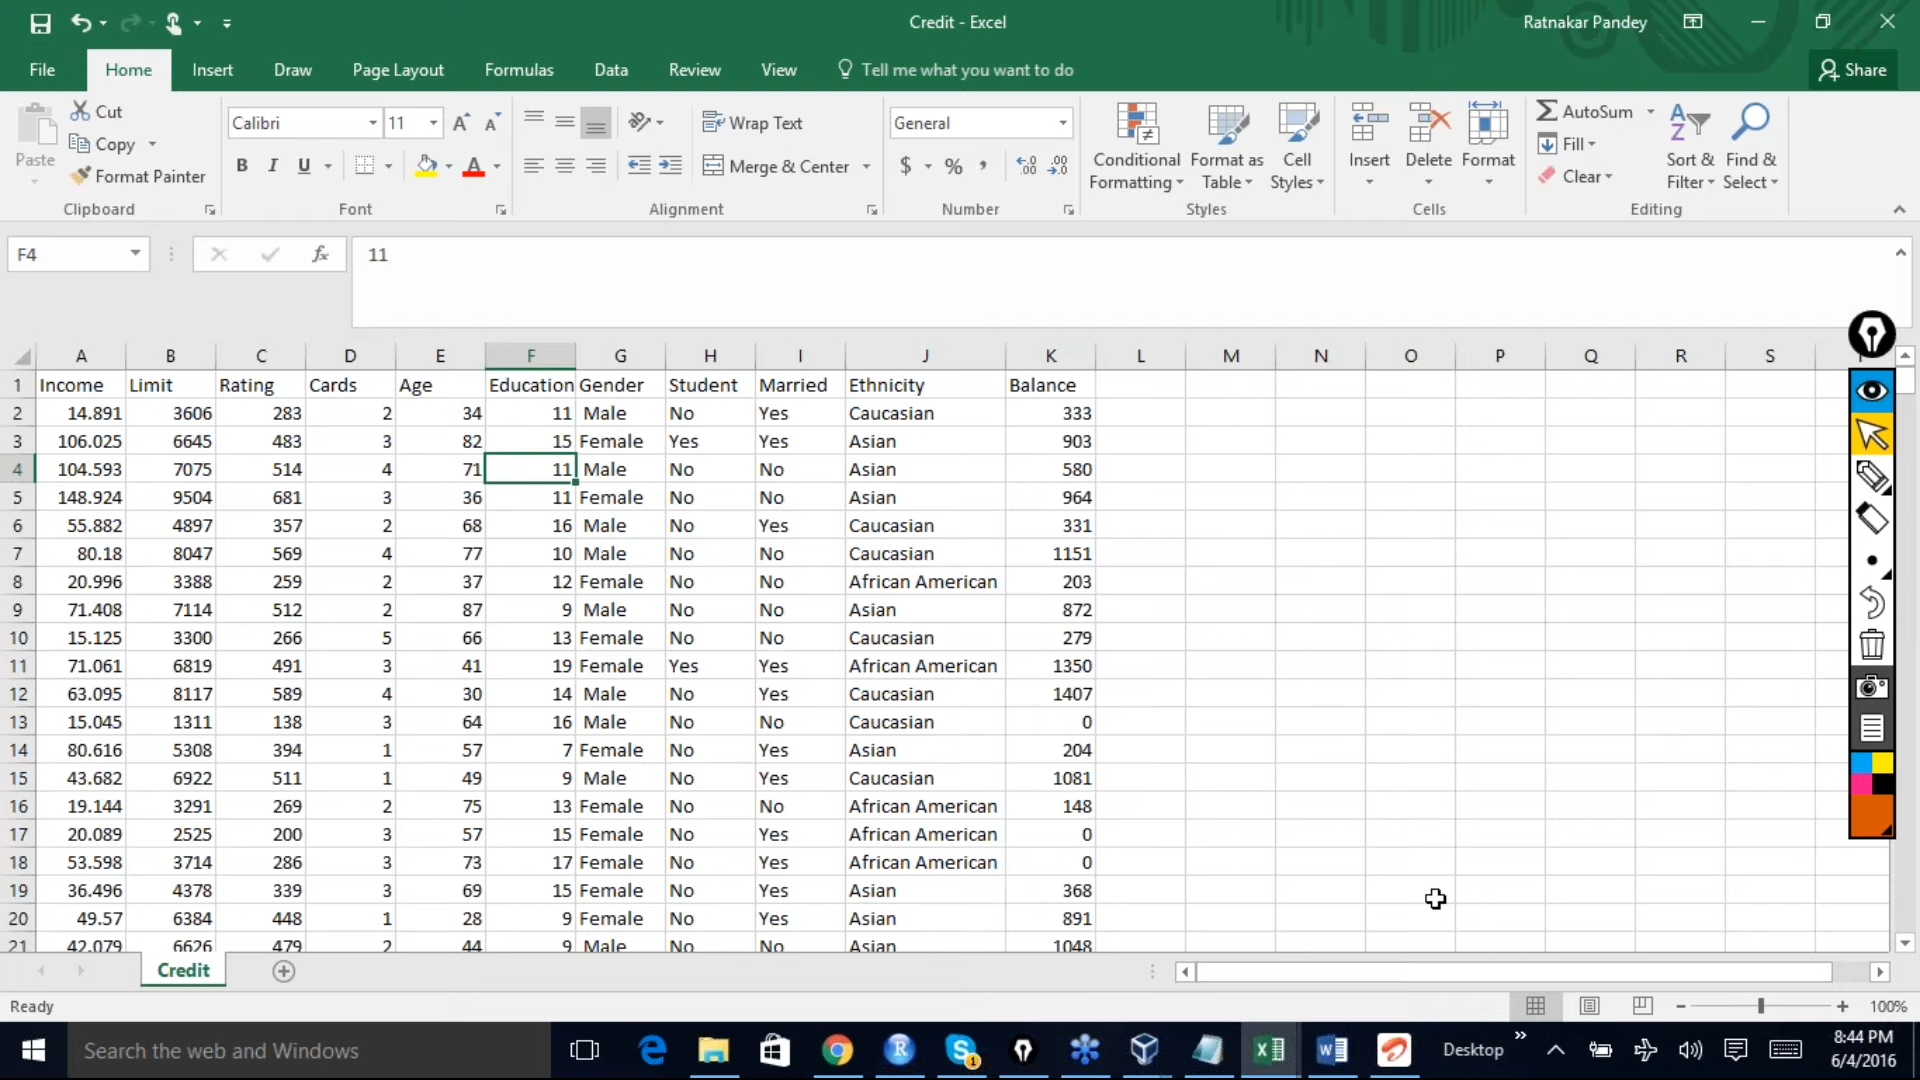 Credit - Excel
Ratnakar Pandey
File Home Insert Draw Page Layout Formulas Data Review View Tell me what you want to do Share
Paste
Cut
Copy
Format Painter
Clipboard
Calibri 11
B I U
Font
Wrap Text
Merge & Center
Alignment
General
$ % ,
Number
Conditional Formatting
Format as Table
Cell Styles
Styles
Insert Delete Format
Cells
AutoSum
Fill
Clear
Sort & Filter
Find & Select
Editing
F4 fx 11
A B C D E F G H I J K L M N O P Q R S
1 Income Limit Rating Cards Age Education Gender Student Married Ethnicity Balance
2 14.891 3606 283 2 34 11 Male No Yes Caucasian 333
3 106.025 6645 483 3 82 15 Female Yes Yes Asian 903
4 104.593 7075 514 4 71 11 Male No No Asian 580
5 148.924 9504 681 3 36 11 Female No No Asian 964
6 55.882 4897 357 2 68 16 Male No Yes Caucasian 331
7 80.18 8047 569 4 77 10 Male No No Caucasian 1151
8 20.996 3388 259 2 37 12 Female No No African American 203
9 71.408 7114 512 2 87 9 Male No No Asian 872
10 15.125 3300 266 5 66 13 Female No No Caucasian 279
11 71.061 6819 491 3 41 19 Female Yes Yes African American 1350
12 63.095 8117 589 4 30 14 Male No Yes Caucasian 1407
13 15.045 1311 138 3 64 16 Male No No Caucasian 0
14 80.616 5308 394 1 57 7 Female No Yes Asian 204
15 43.682 6922 511 1 49 9 Male No Yes Caucasian 1081
16 19.144 3291 269 2 75 13 Female No No African American 148
17 20.089 2525 200 3 57 15 Female No Yes African American 0
18 53.598 3714 286 3 73 17 Female No Yes African American 0
19 36.496 4378 339 3 69 15 Female No Yes Asian 368
20 49.57 6384 448 1 28 9 Female No Yes Asian 891
21 42.079 6626 479 2 44 9 Male No No Asian 1048
Credit
Ready
100%
Search the web and Windows
Desktop
8:44 PM
6/4/2016